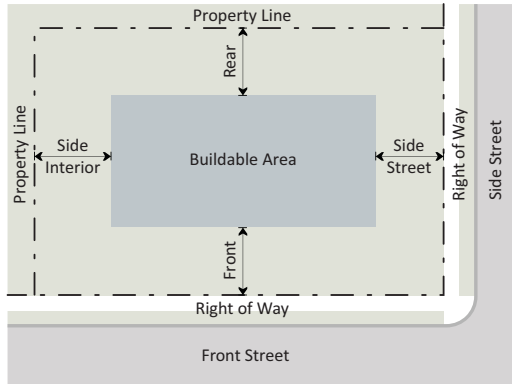 Property Line
Rear
Property Line
Side
Interior
Buildable Area
Side
Street
Right of Way
Side Street
Front
Right of Way
Front Street